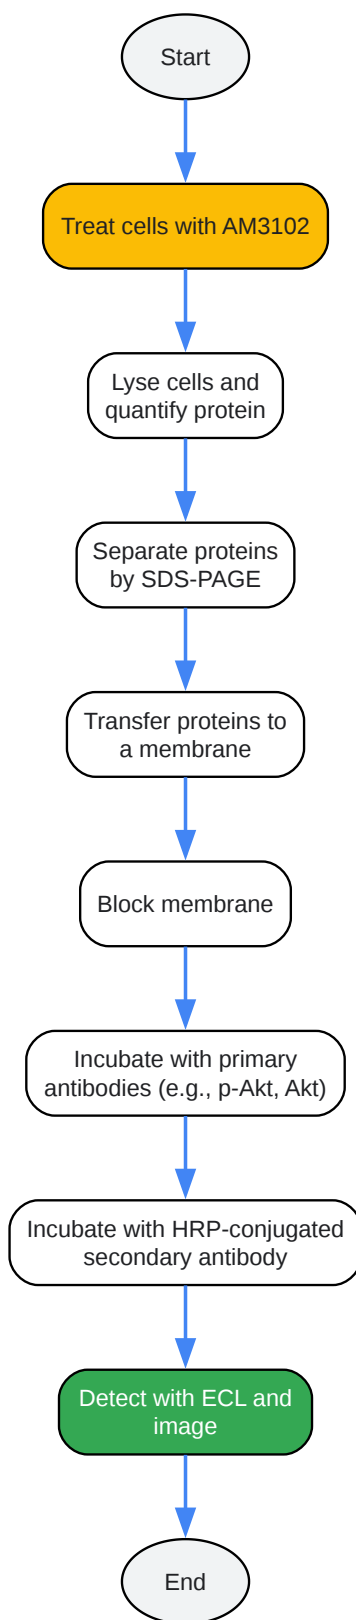 Start
Treat cells with AM3102
Lyse cells and
quantify protein
Separate proteins
by SDS-PAGE
Transfer proteins to
a membrane
Block membrane
Incubate with primary
antibodies (e.g., p-Akt, Akt)
Incubate with HRP-conjugated
secondary antibody
Detect with ECL and
image
End